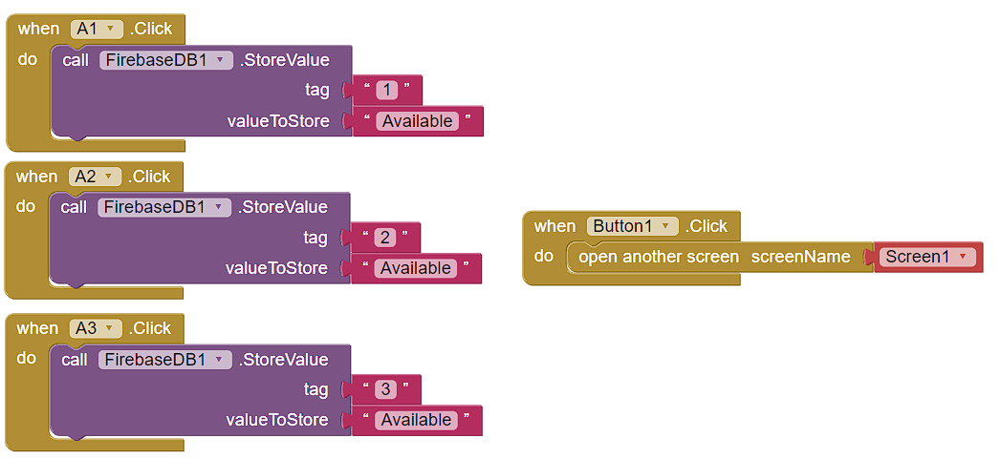 when A1 .Click
do call FirebaseDB1 .StoreValue
tag " 1 "
valueToStore " Available "
when A2 .Click
do call FirebaseDB1 .StoreValue
tag " 2 "
valueToStore " Available "
when A3 .Click
do call FirebaseDB1 .StoreValue
tag " 3 "
valueToStore " Available "
when Button1 .Click
do open another screen screenName Screen1